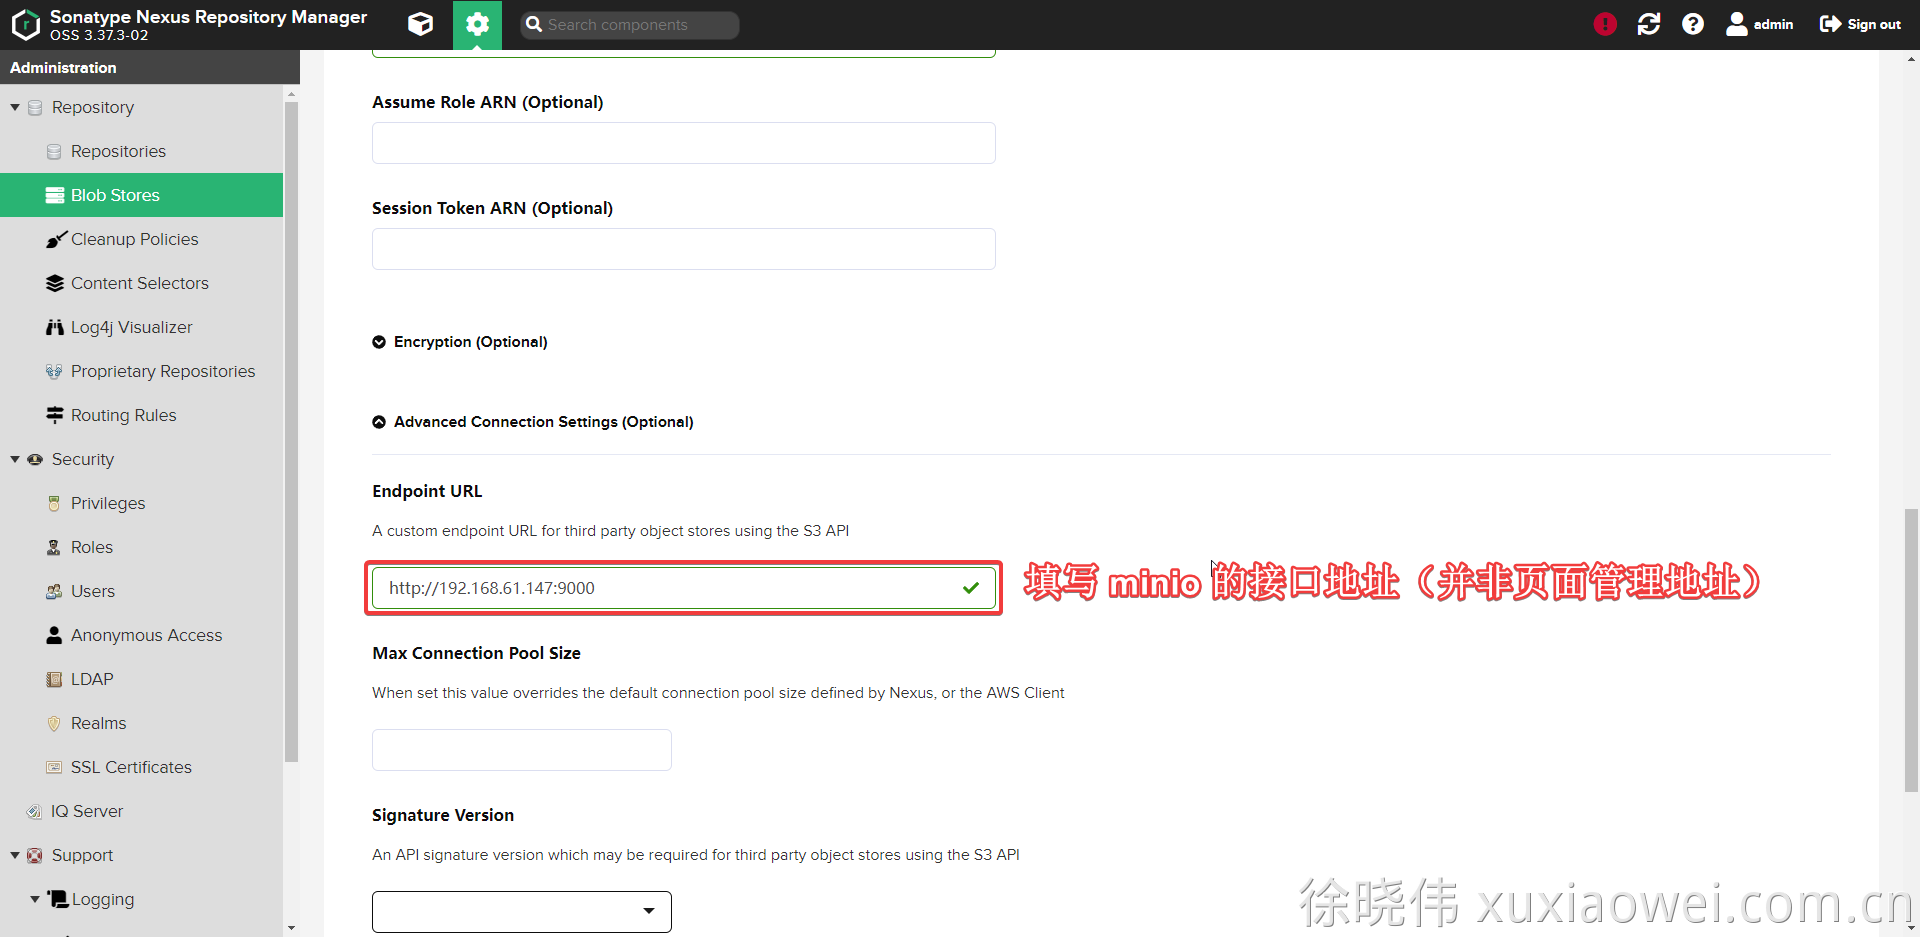 Sonatype Nexus Repository Manager
OSS 3.37.3-02
Search components
admin
Sign out
Administration
Repository
Repositories
Blob Stores
Cleanup Policies
Content Selectors
Log4j Visualizer
Proprietary Repositories
Routing Rules
Security
Privileges
Roles
Users
Anonymous Access
LDAP
Realms
SSL Certificates
IQ Server
Support
Logging
Assume Role ARN (Optional)
Session Token ARN (Optional)
Encryption (Optional)
Advanced Connection Settings (Optional)
Endpoint URL
A custom endpoint URL for third party object stores using the S3 API
http://192.168.61.147:9000
填写 minio 的接口地址（并非页面管理地址）
Max Connection Pool Size
When set this value overrides the default connection pool size defined by Nexus, or the AWS Client
Signature Version
An API signature version which may be required for third party object stores using the S3 API
徐晓伟 xuxiaowei.com.cn